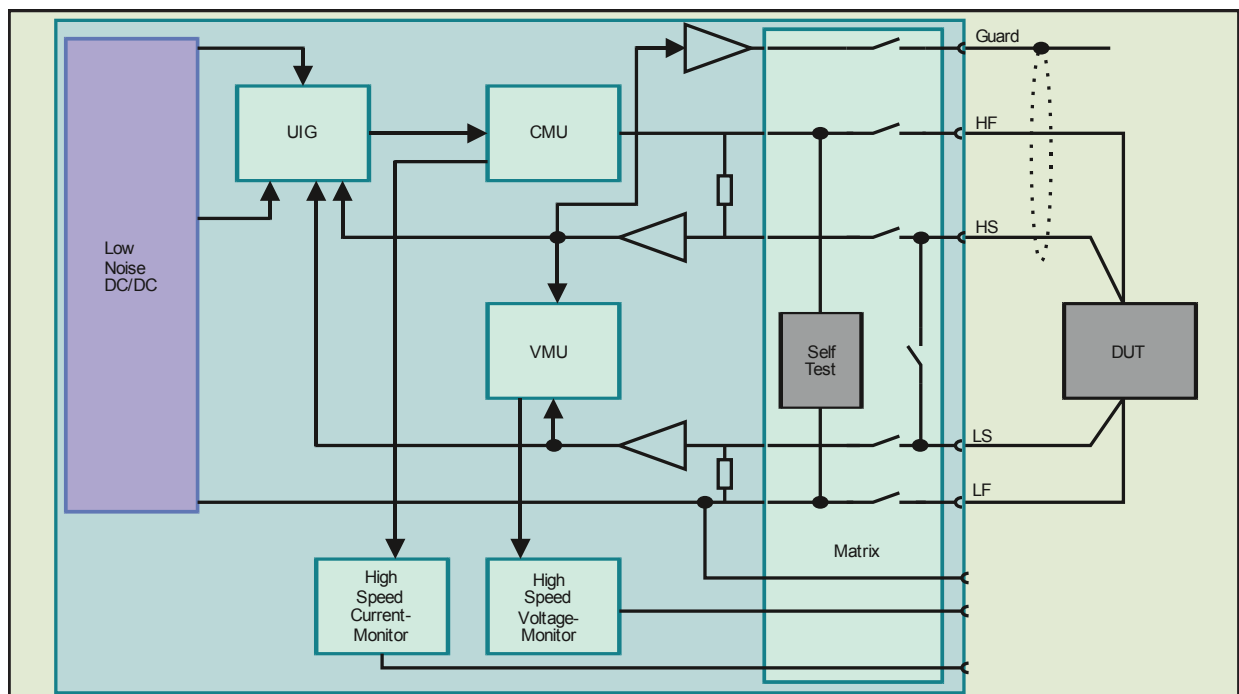 Guard
UIG
CMU
HF
HS
Low
Noise
DC/DC
VMU
Self
Test
DUT
LS
LF
Matrix
High
Speed
Current-
Monitor
High
Speed
Voltage-
Monitor